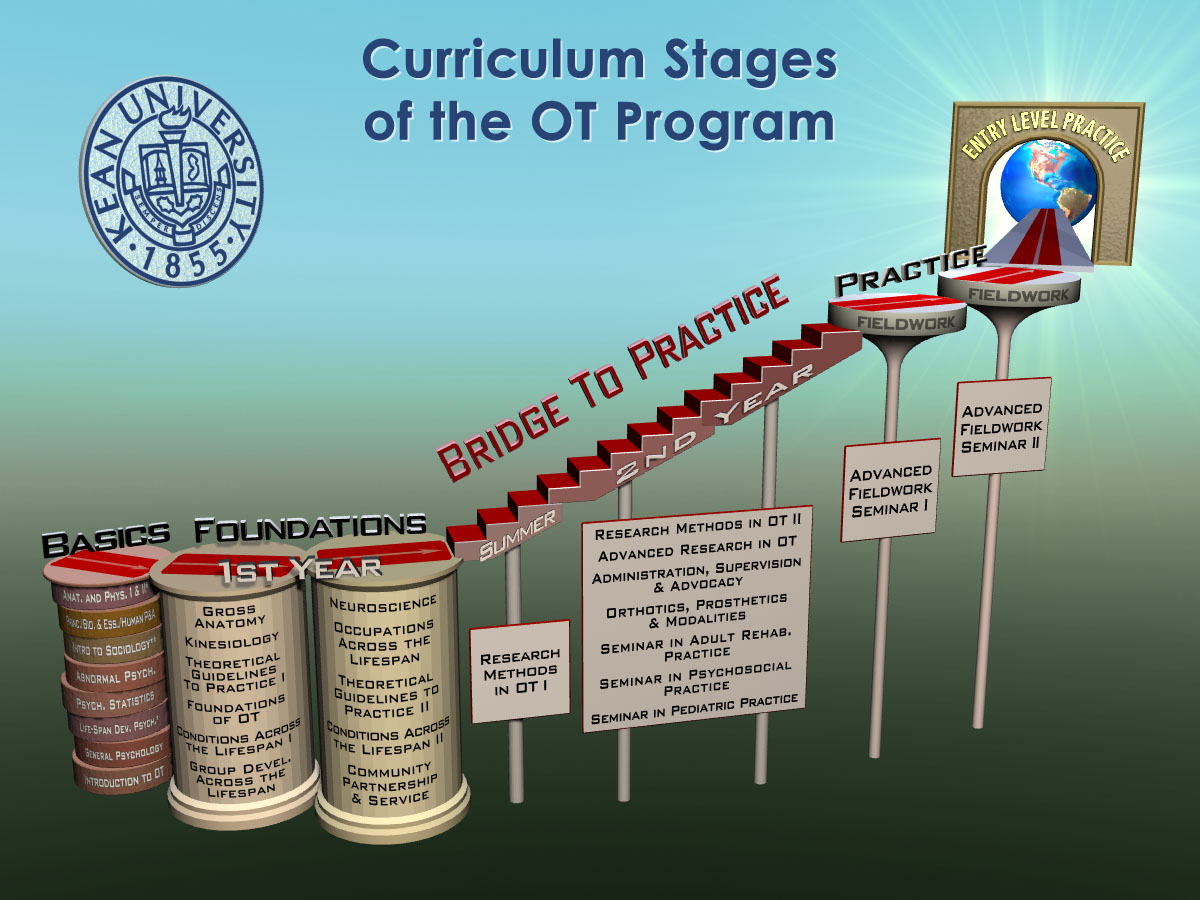 Curriculum Stages
of the OT Program
KEAN UNIVERSITY
· 1855 ·
SEMPER DISCENS
ENTRY LEVEL PRACTICE
PRACTICE
FIELDWORK
FIELDWORK
BRIDGE TO PRACTICE
2ND YEAR
SUMMER
ADVANCED
FIELDWORK
SEMINAR II
ADVANCED
FIELDWORK
SEMINAR I
BASICS
FOUNDATIONS
1ST YEAR
ANAT. AND PHYS. I & II
BIO. & ESS./HUMAN P&A
INTRO TO SOCIOLOGY**
ABNORMAL PSYCH.
PSYCH. STATISTICS
LIFE-SPAN DEV. PSYCH.*
GENERAL PSYCHOLOGY
INTRODUCTION TO OT
GROSS
ANATOMY
KINESIOLOGY
THEORETICAL
GUIDELINES
TO PRACTICE I
FOUNDATIONS
OF OT
CONDITIONS ACROSS
THE LIFESPAN I
GROUP DEVEL.
ACROSS THE
LIFESPAN
NEUROSCIENCE
OCCUPATIONS
ACROSS THE
LIFESPAN
THEORETICAL
GUIDELINES TO
PRACTICE II
CONDITIONS ACROSS
THE LIFESPAN II
COMMUNITY
PARTNERSHIP
& SERVICE
RESEARCH
METHODS
IN OT I
RESEARCH METHODS IN OT II
ADVANCED RESEARCH IN OT
ADMINISTRATION, SUPERVISION
& ADVOCACY
ORTHOTICS, PROSTHETICS
& MODALITIES
SEMINAR IN ADULT REHAB.
PRACTICE
SEMINAR IN PSYCHOSOCIAL
PRACTICE
SEMINAR IN PEDIATRIC PRACTICE